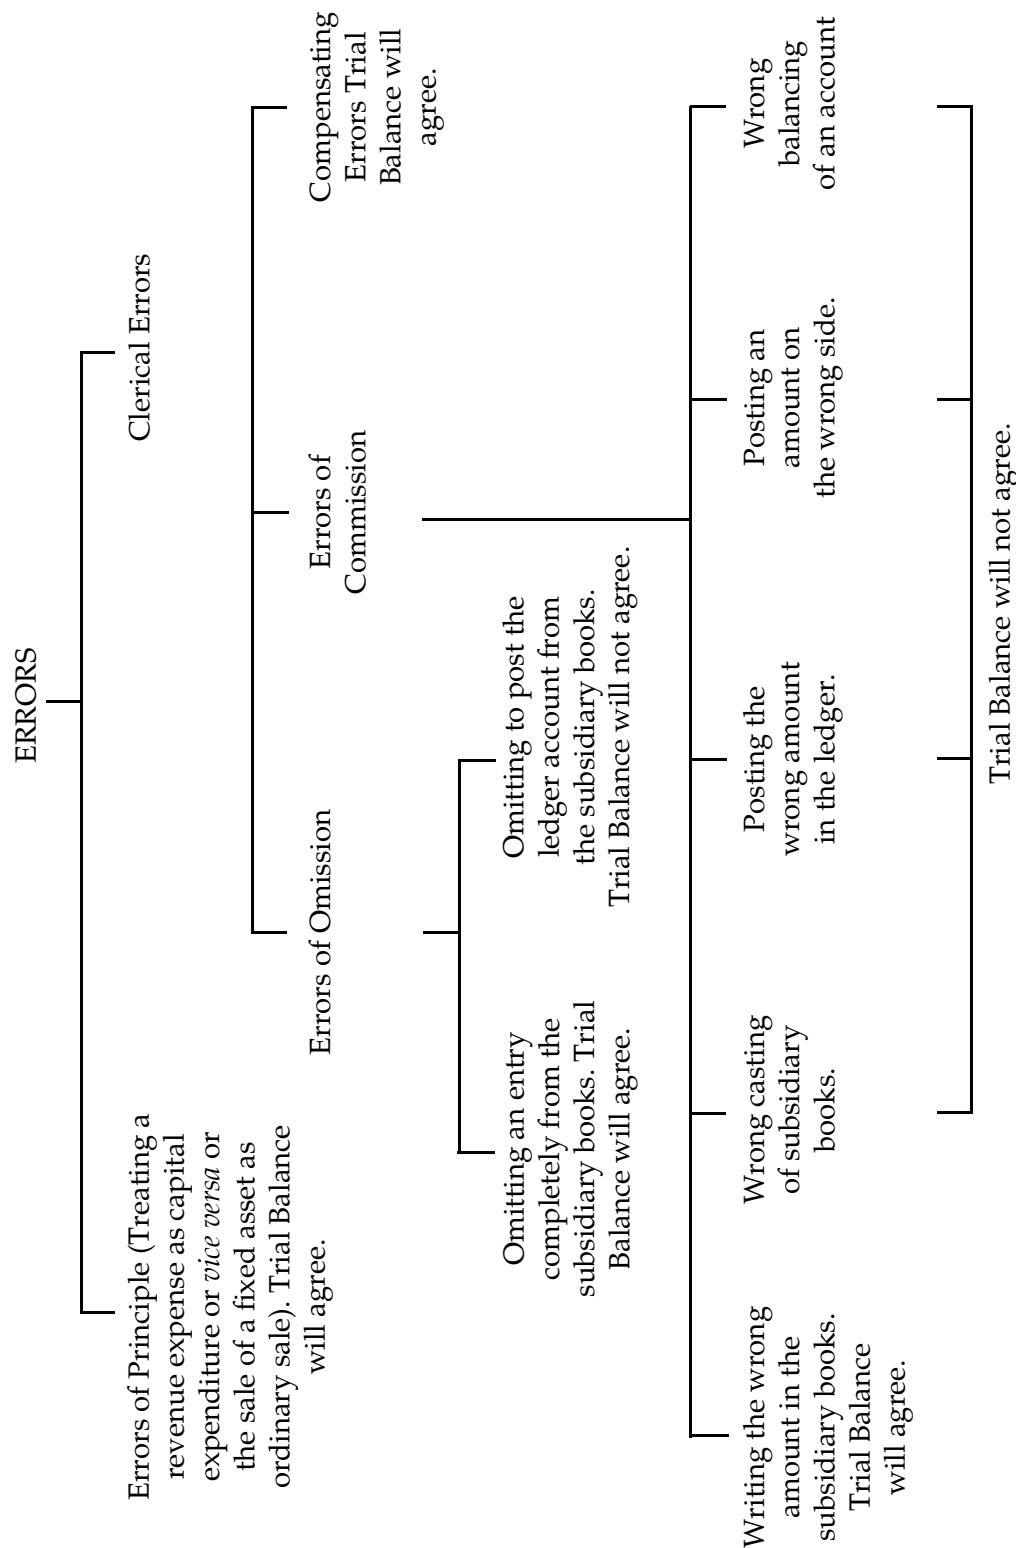 ERRORS
Errors of Principle (Treating a
revenue expense as capital
expenditure or vice versa or
the sale of a fixed asset as
ordinary sale). Trial Balance
will agree.
Clerical Errors
Errors of Omission
Errors of
Commission
Compensating
Errors Trial
Balance will
agree.
Omitting an entry
completely from the
subsidiary books. Trial
Balance will agree.
Omitting to post the
ledger account from
the subsidiary books.
Trial Balance will not agree.
Writing the wrong
amount in the
subsidiary books.
Trial Balance
will agree.
Wrong casting
of subsidiary
books.
Posting the
wrong amount
in the ledger.
Posting an
amount on
the wrong side.
Wrong
balancing
of an account
Trial Balance will not agree.